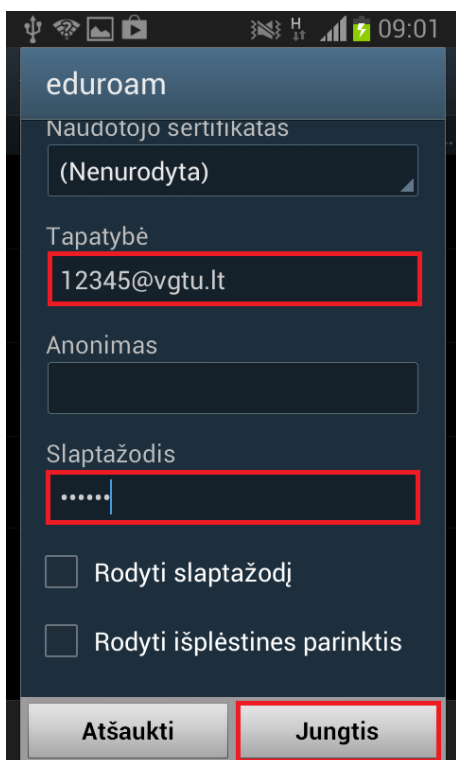 H
09:01
eduroam
Naudotojo sertifikatas
(Nenurodyta)
Tapatybė
12345@vgtu.lt
Anonimas
Slaptažodis
••••••
Rodyti slaptažodį
Rodyti išplėstines parinktis
Atšaukti
Jungtis